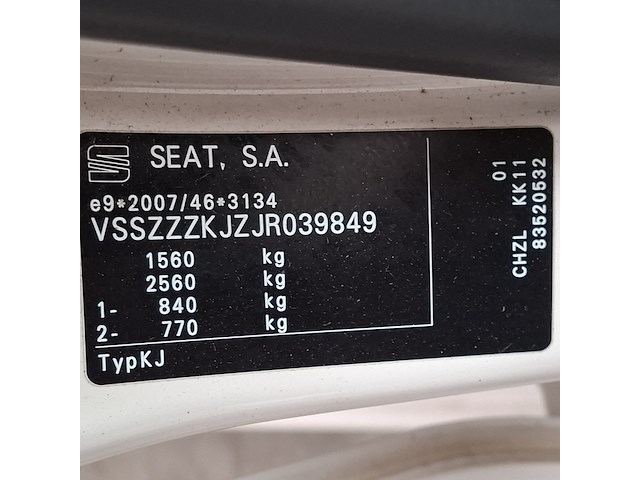 SEAT, S.A.
e9*2007/46*3134
VSSZZZKJZJR039849
1560 kg
2560 kg
1- 840 kg
2- 770 kg
TypKJ
01
CHZL KK11
83520532